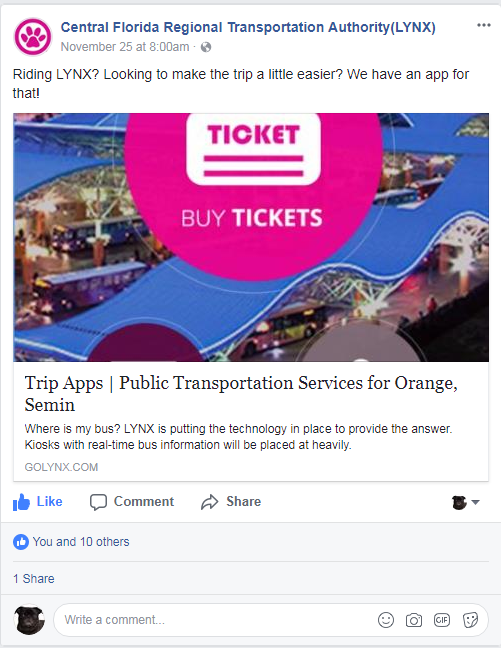 Central Florida Regional Transportation Authority(LYNX)
November 25 at 8:00am ·
Riding LYNX? Looking to make the trip a little easier? We have an app for
that!
TICKET
BUY TICKETS
Trip Apps | Public Transportation Services for Orange,
Semin
Where is my bus? LYNX is putting the technology in place to provide the answer.
Kiosks with real-time bus information will be placed at heavily.
GOLYNX.COM
Like Comment Share
You and 10 others
1 Share
Write a comment...
GIF